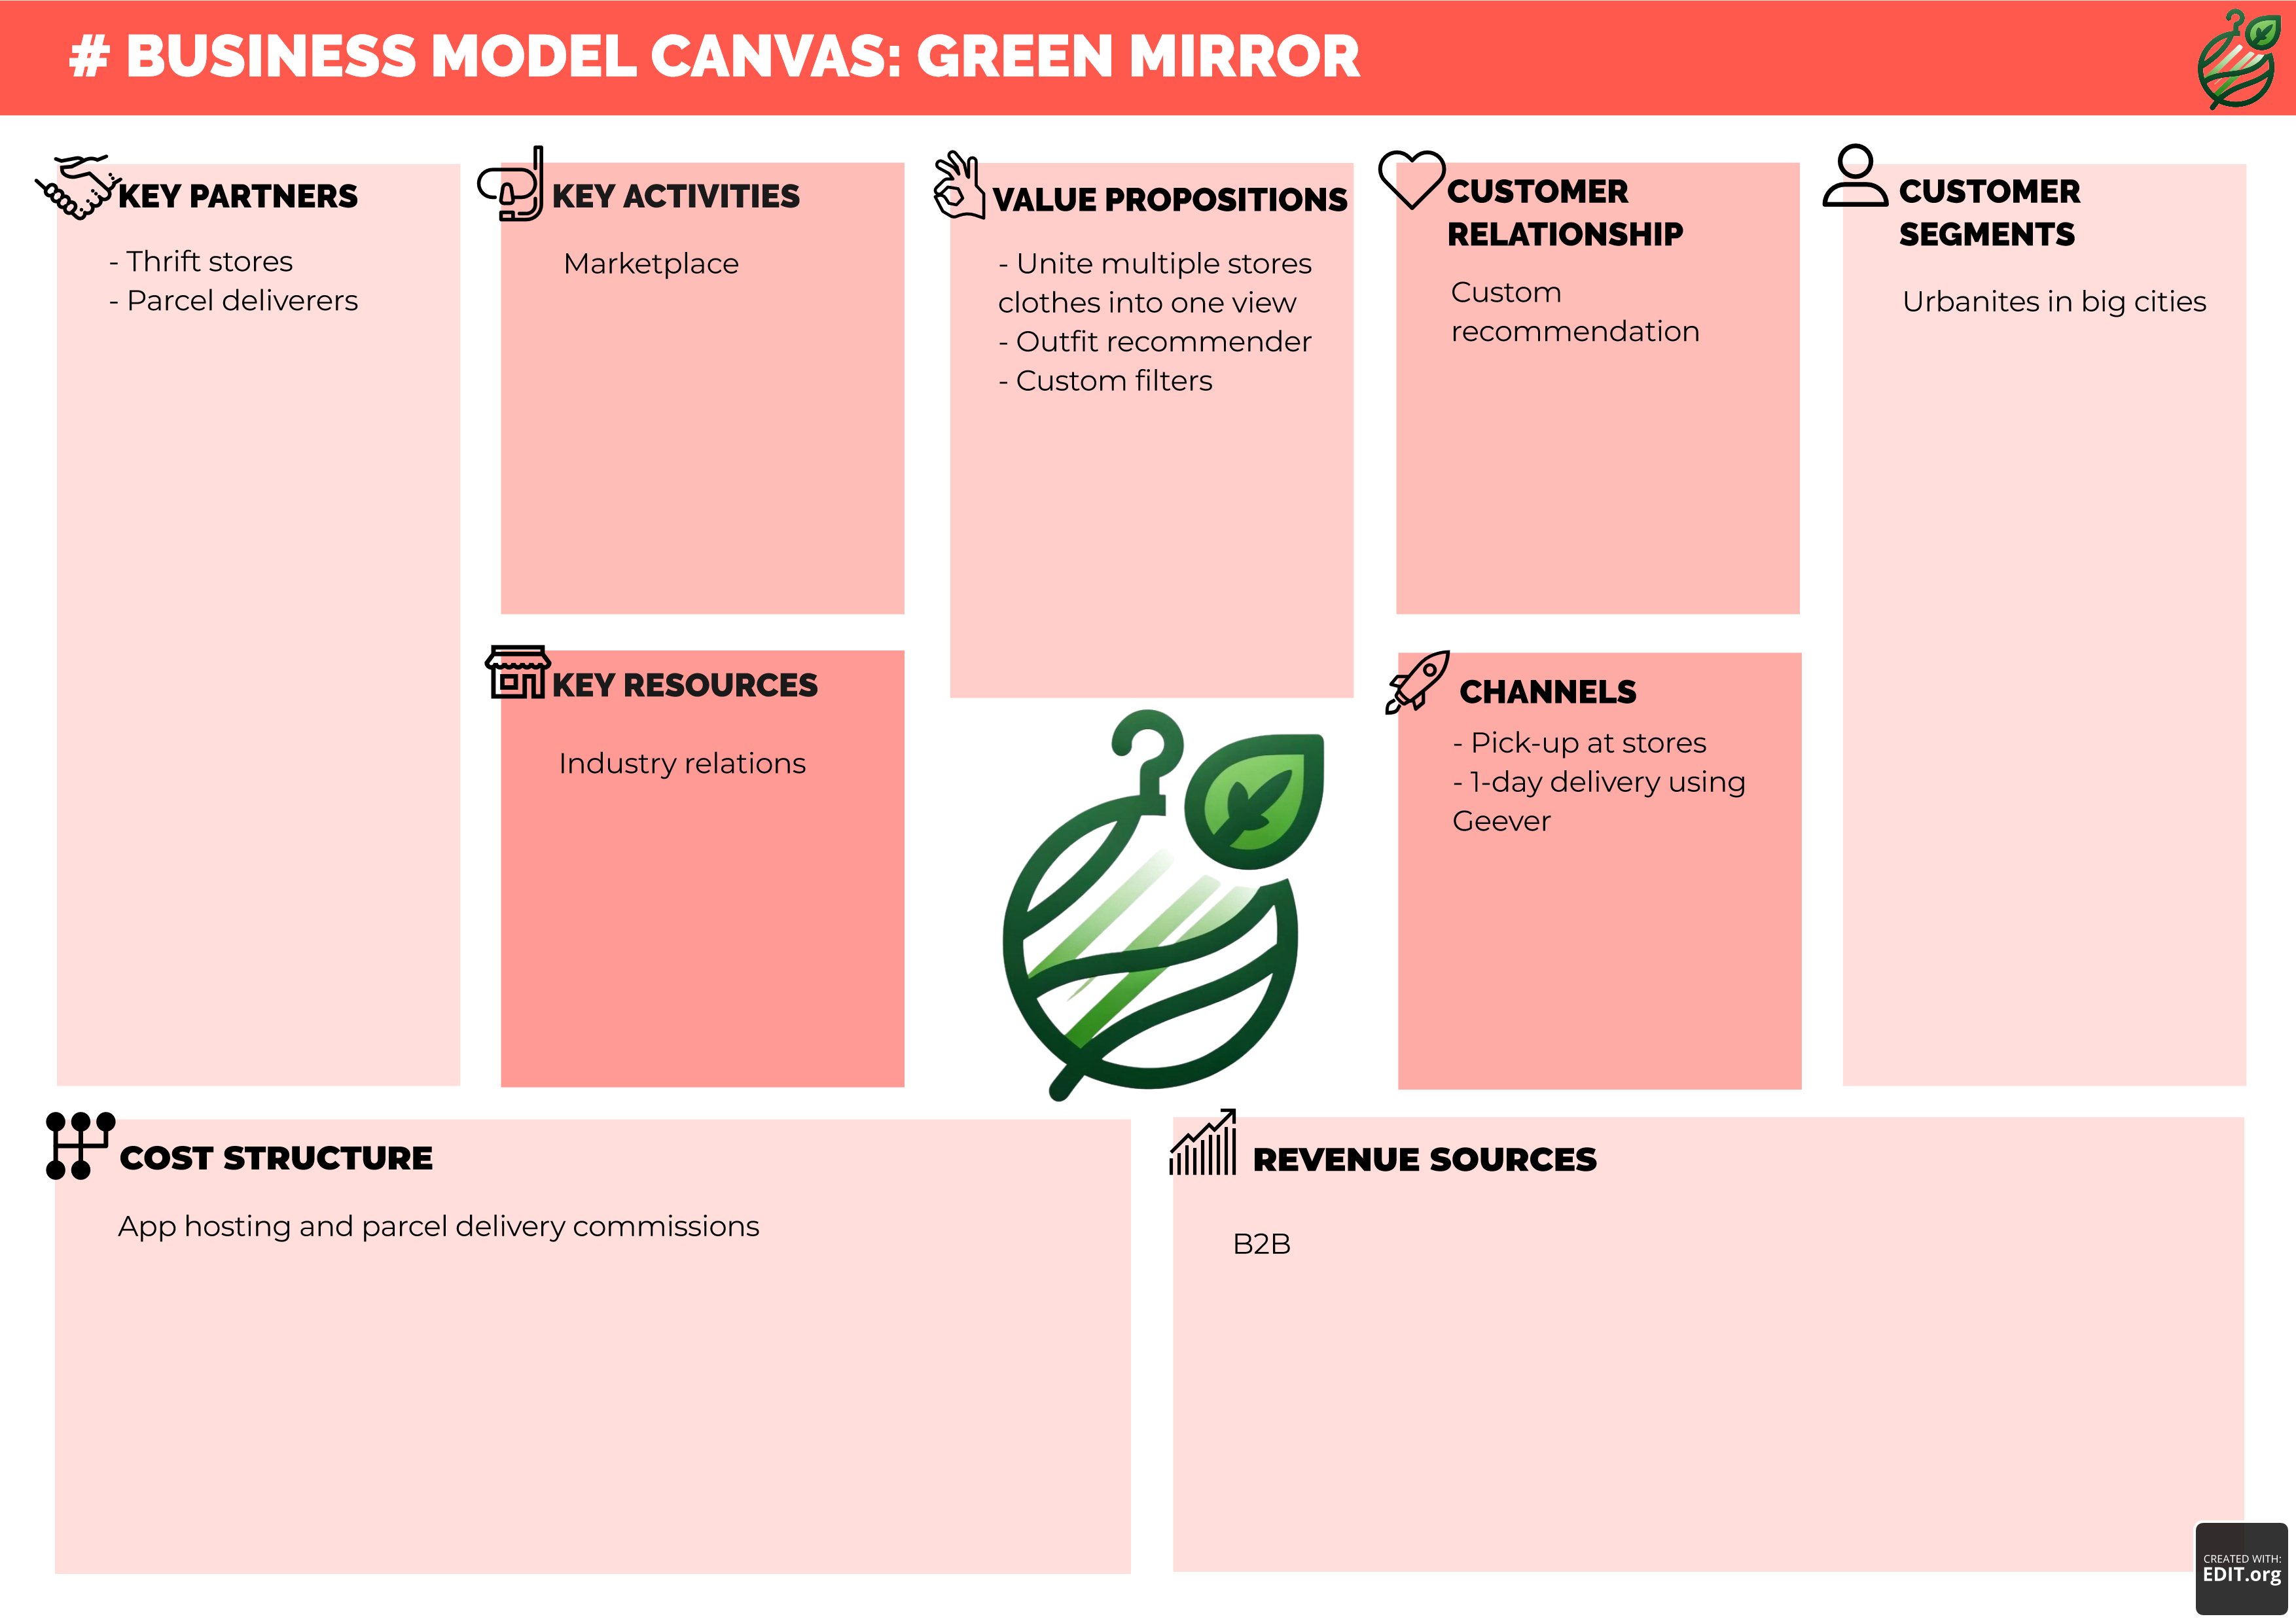 # BUSINESS MODEL CANVAS: GREEN MIRROR
KEY PARTNERS
- Thrift stores
- Parcel deliverers
KEY ACTIVITIES
Marketplace
KEY RESOURCES
Industry relations
VALUE PROPOSITIONS
- Unite multiple stores
clothes into one view
- Outfit recommender
- Custom filters
CUSTOMER
RELATIONSHIP
Custom
recommendation
CHANNELS
- Pick-up at stores
- 1-day delivery using
Geever
CUSTOMER
SEGMENTS
Urbanites in big cities
COST STRUCTURE
App hosting and parcel delivery commissions
REVENUE SOURCES
B2B
CREATED WITH:
EDIT.org